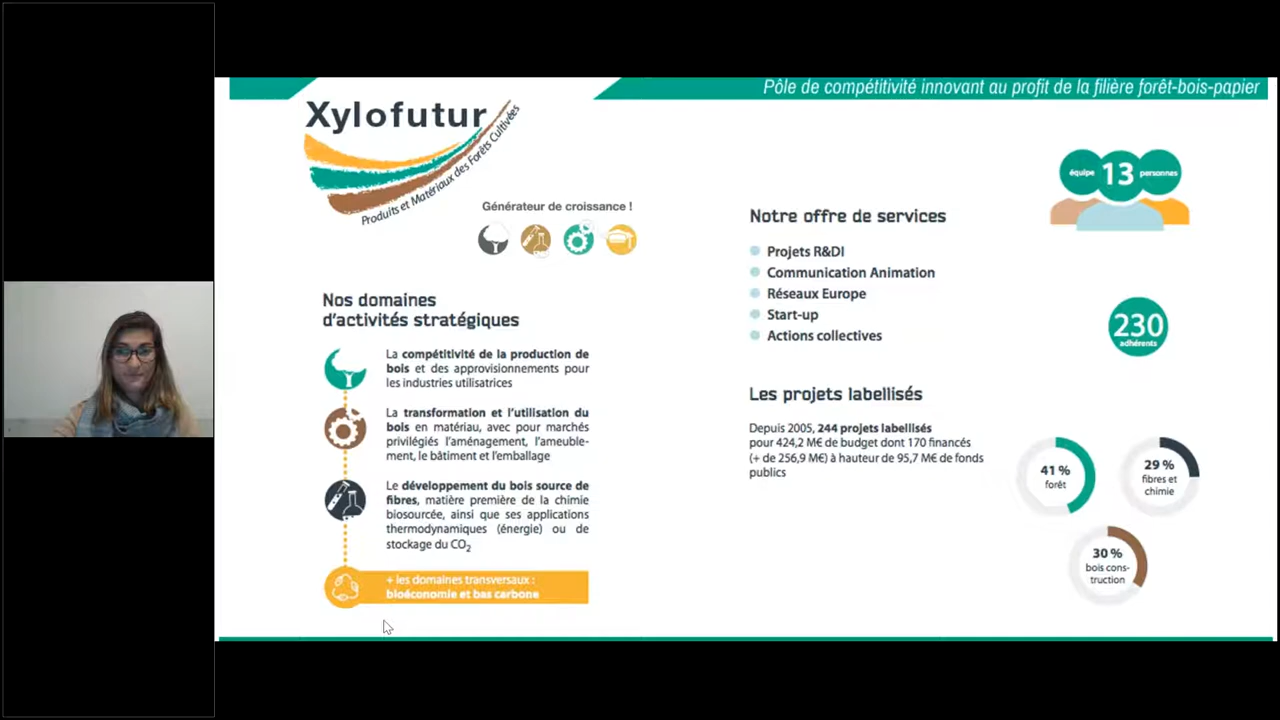 Pôle de compétitivité innovant au profit de la filière forêt-bois-papier
Xylofutur
Produits et Matériaux des Forêts Cultivées
Générateur de croissance !
Nos domaines
d'activités stratégiques
La compétitivité de la production de
bois et des approvisionnements pour
les industries utilisatrices
La transformation et l'utilisation du
bois en matériau, avec pour marchés
privilégiés l'aménagement, l'ameuble-
ment, le bâtiment et l'emballage
Le développement du bois source de
fibres, matière première de la chimie
biosourcée, ainsi que ses applications
thermodynamiques (énergie) ou de
stockage du CO2
+ les domaines transversaux :
bioéconomie et bas carbone
équipe 13 personnes
Notre offre de services
Projets R&DI
Communication Animation
Réseaux Europe
Start-up
Actions collectives
230
adhérents
Les projets labellisés
Depuis 2005, 244 projets labellisés
pour 424,2 M€ de budget dont 170 financés
(+ de 256,9 M€) à hauteur de 95,7 M€ de fonds
publics
41 %
forêt
29 %
fibres et
chimie
30 %
bois cons-
truction